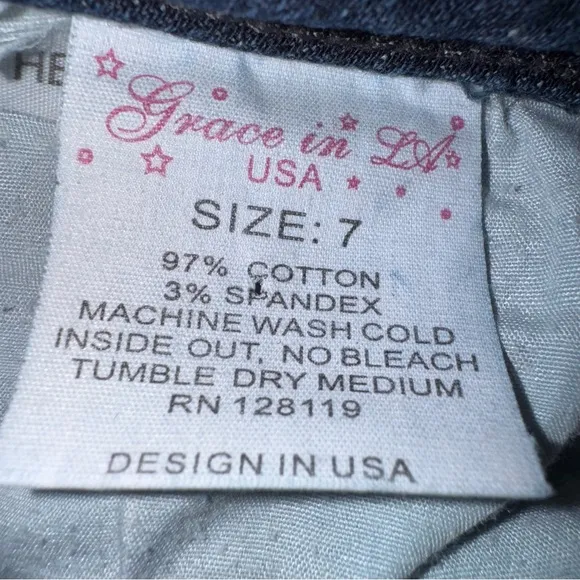 HE
Grace in LA
USA
SIZE: 7
97% COTTON
3% SPANDEX
MACHINE WASH COLD
INSIDE OUT, NO BLEACH
TUMBLE DRY MEDIUM
RN 128119
DESIGN IN USA